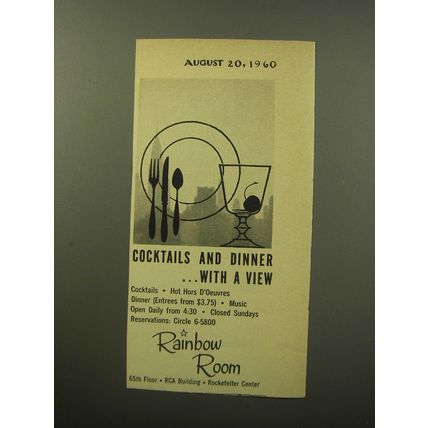 AUGUST 20, 1960
COCKTAILS AND DINNER
...WITH A VIEW
Cocktails • Hot Hors D'Oeuvres
Dinner (Entrees from $3.75) • Music
Open Daily from 4:30 • Closed Sundays
Reservations: Circle 6-5800
Rainbow
Room
65th Floor • RCA Building • Rockefeller Center